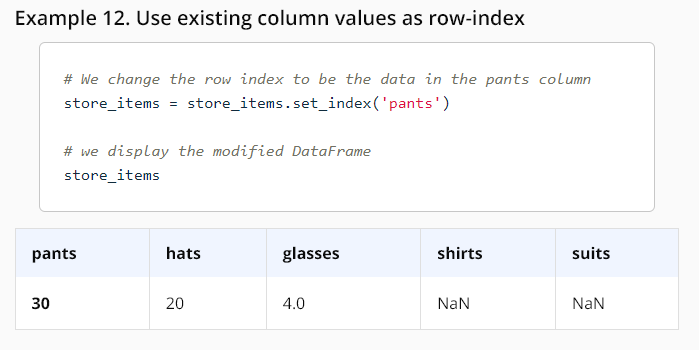 Example 12. Use existing column values as row-index
# We change the row index to be the data in the pants column
store_items = store_items.set_index('pants')
# we display the modified DataFrame
store_items
pants hats glasses shirts suits
30 20 4.0 NaN NaN